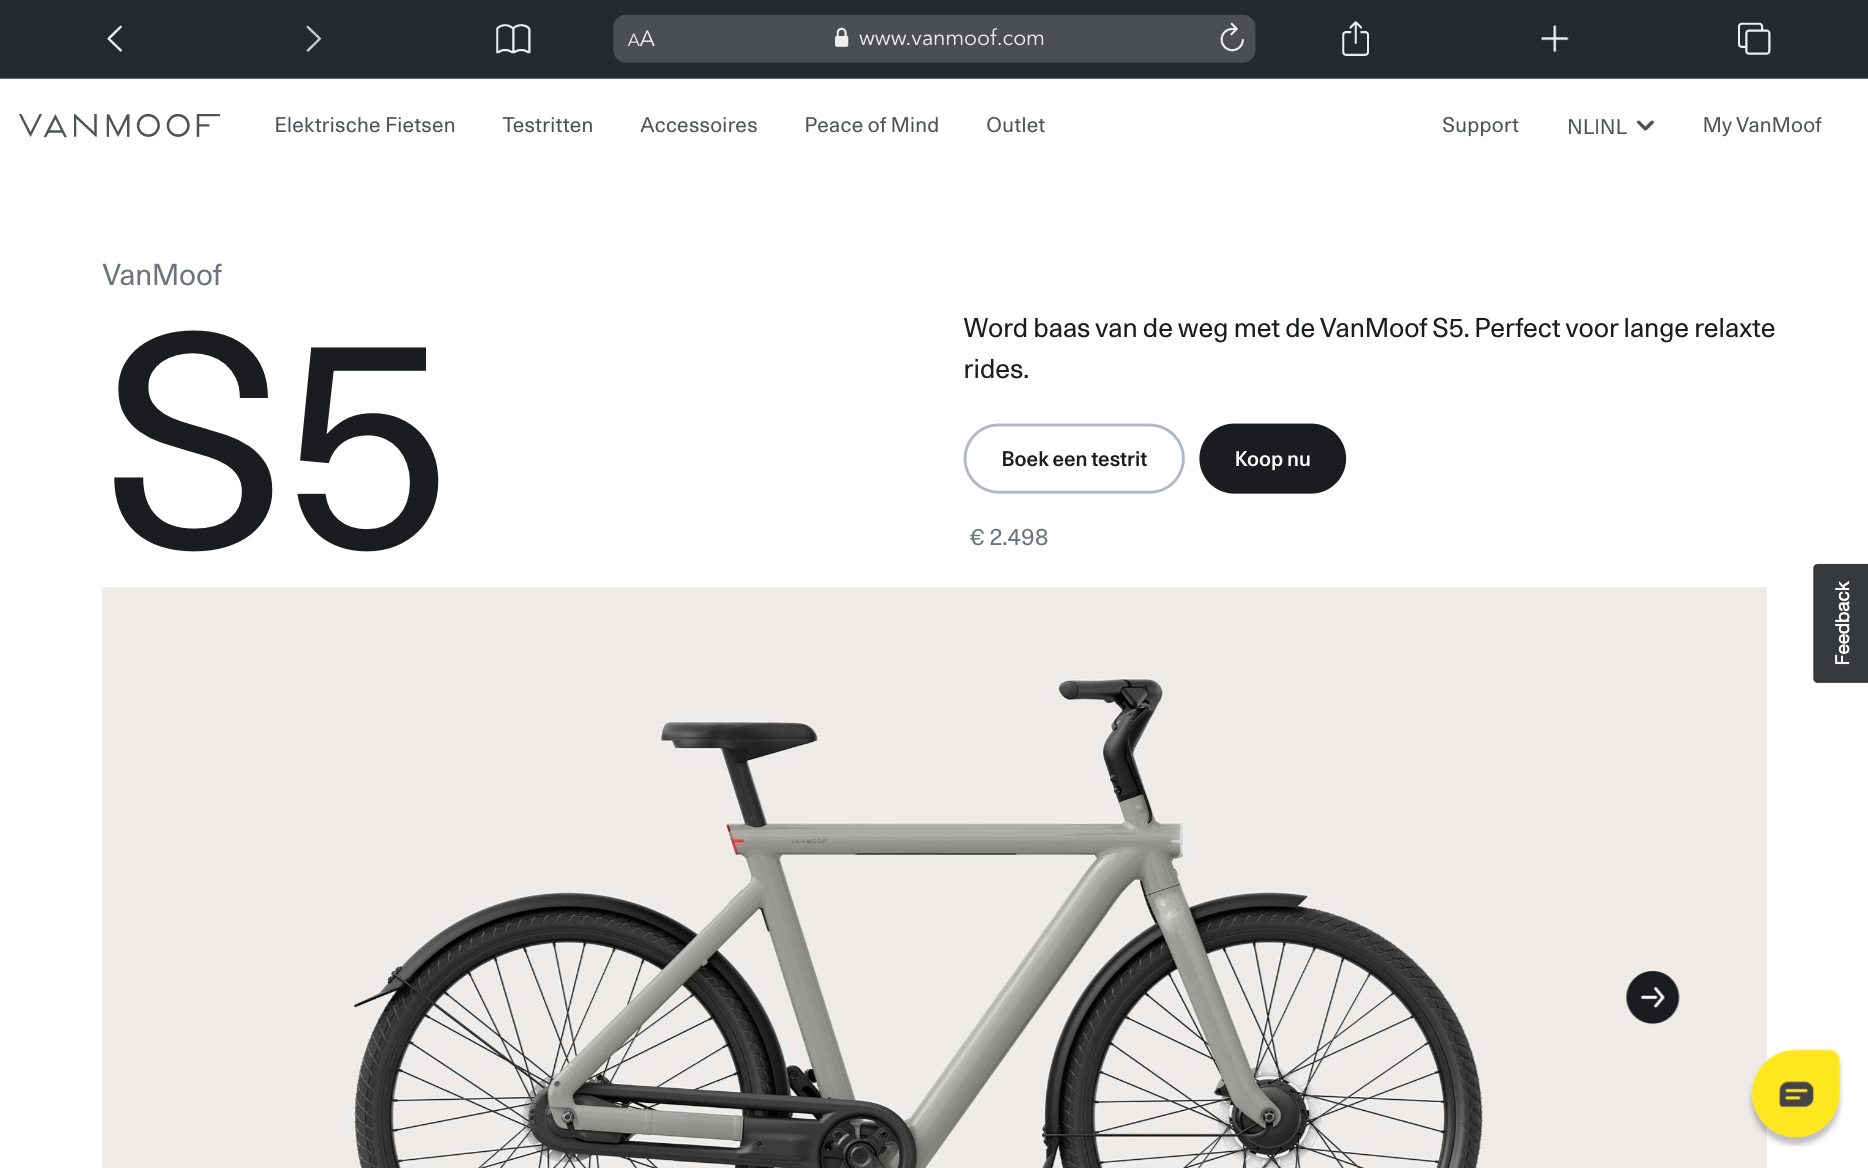 AA
www.vanmoof.com
VANMOOF
Elektrische Fietsen
Testritten
Accessoires
Peace of Mind
Outlet
Support
NL|NL
My VanMoof
VanMoof
S5
Word baas van de weg met de VanMoof S5. Perfect voor lange relaxte
rides.
Boek een testrit
Koop nu
€ 2.498
Feedback
VANMOOF